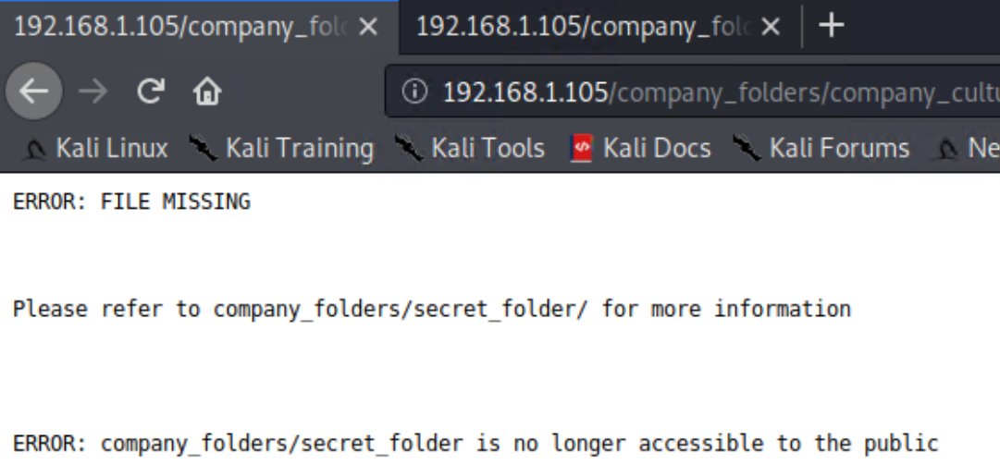 192.168.1.105/company_fol
192.168.1.105/company_fol
192.168.1.105/company_folders/company_cultu
Kali Linux Kali Training Kali Tools Kali Docs Kali Forums Ne
ERROR: FILE MISSING
Please refer to company_folders/secret_folder/ for more information
ERROR: company_folders/secret_folder is no longer accessible to the public